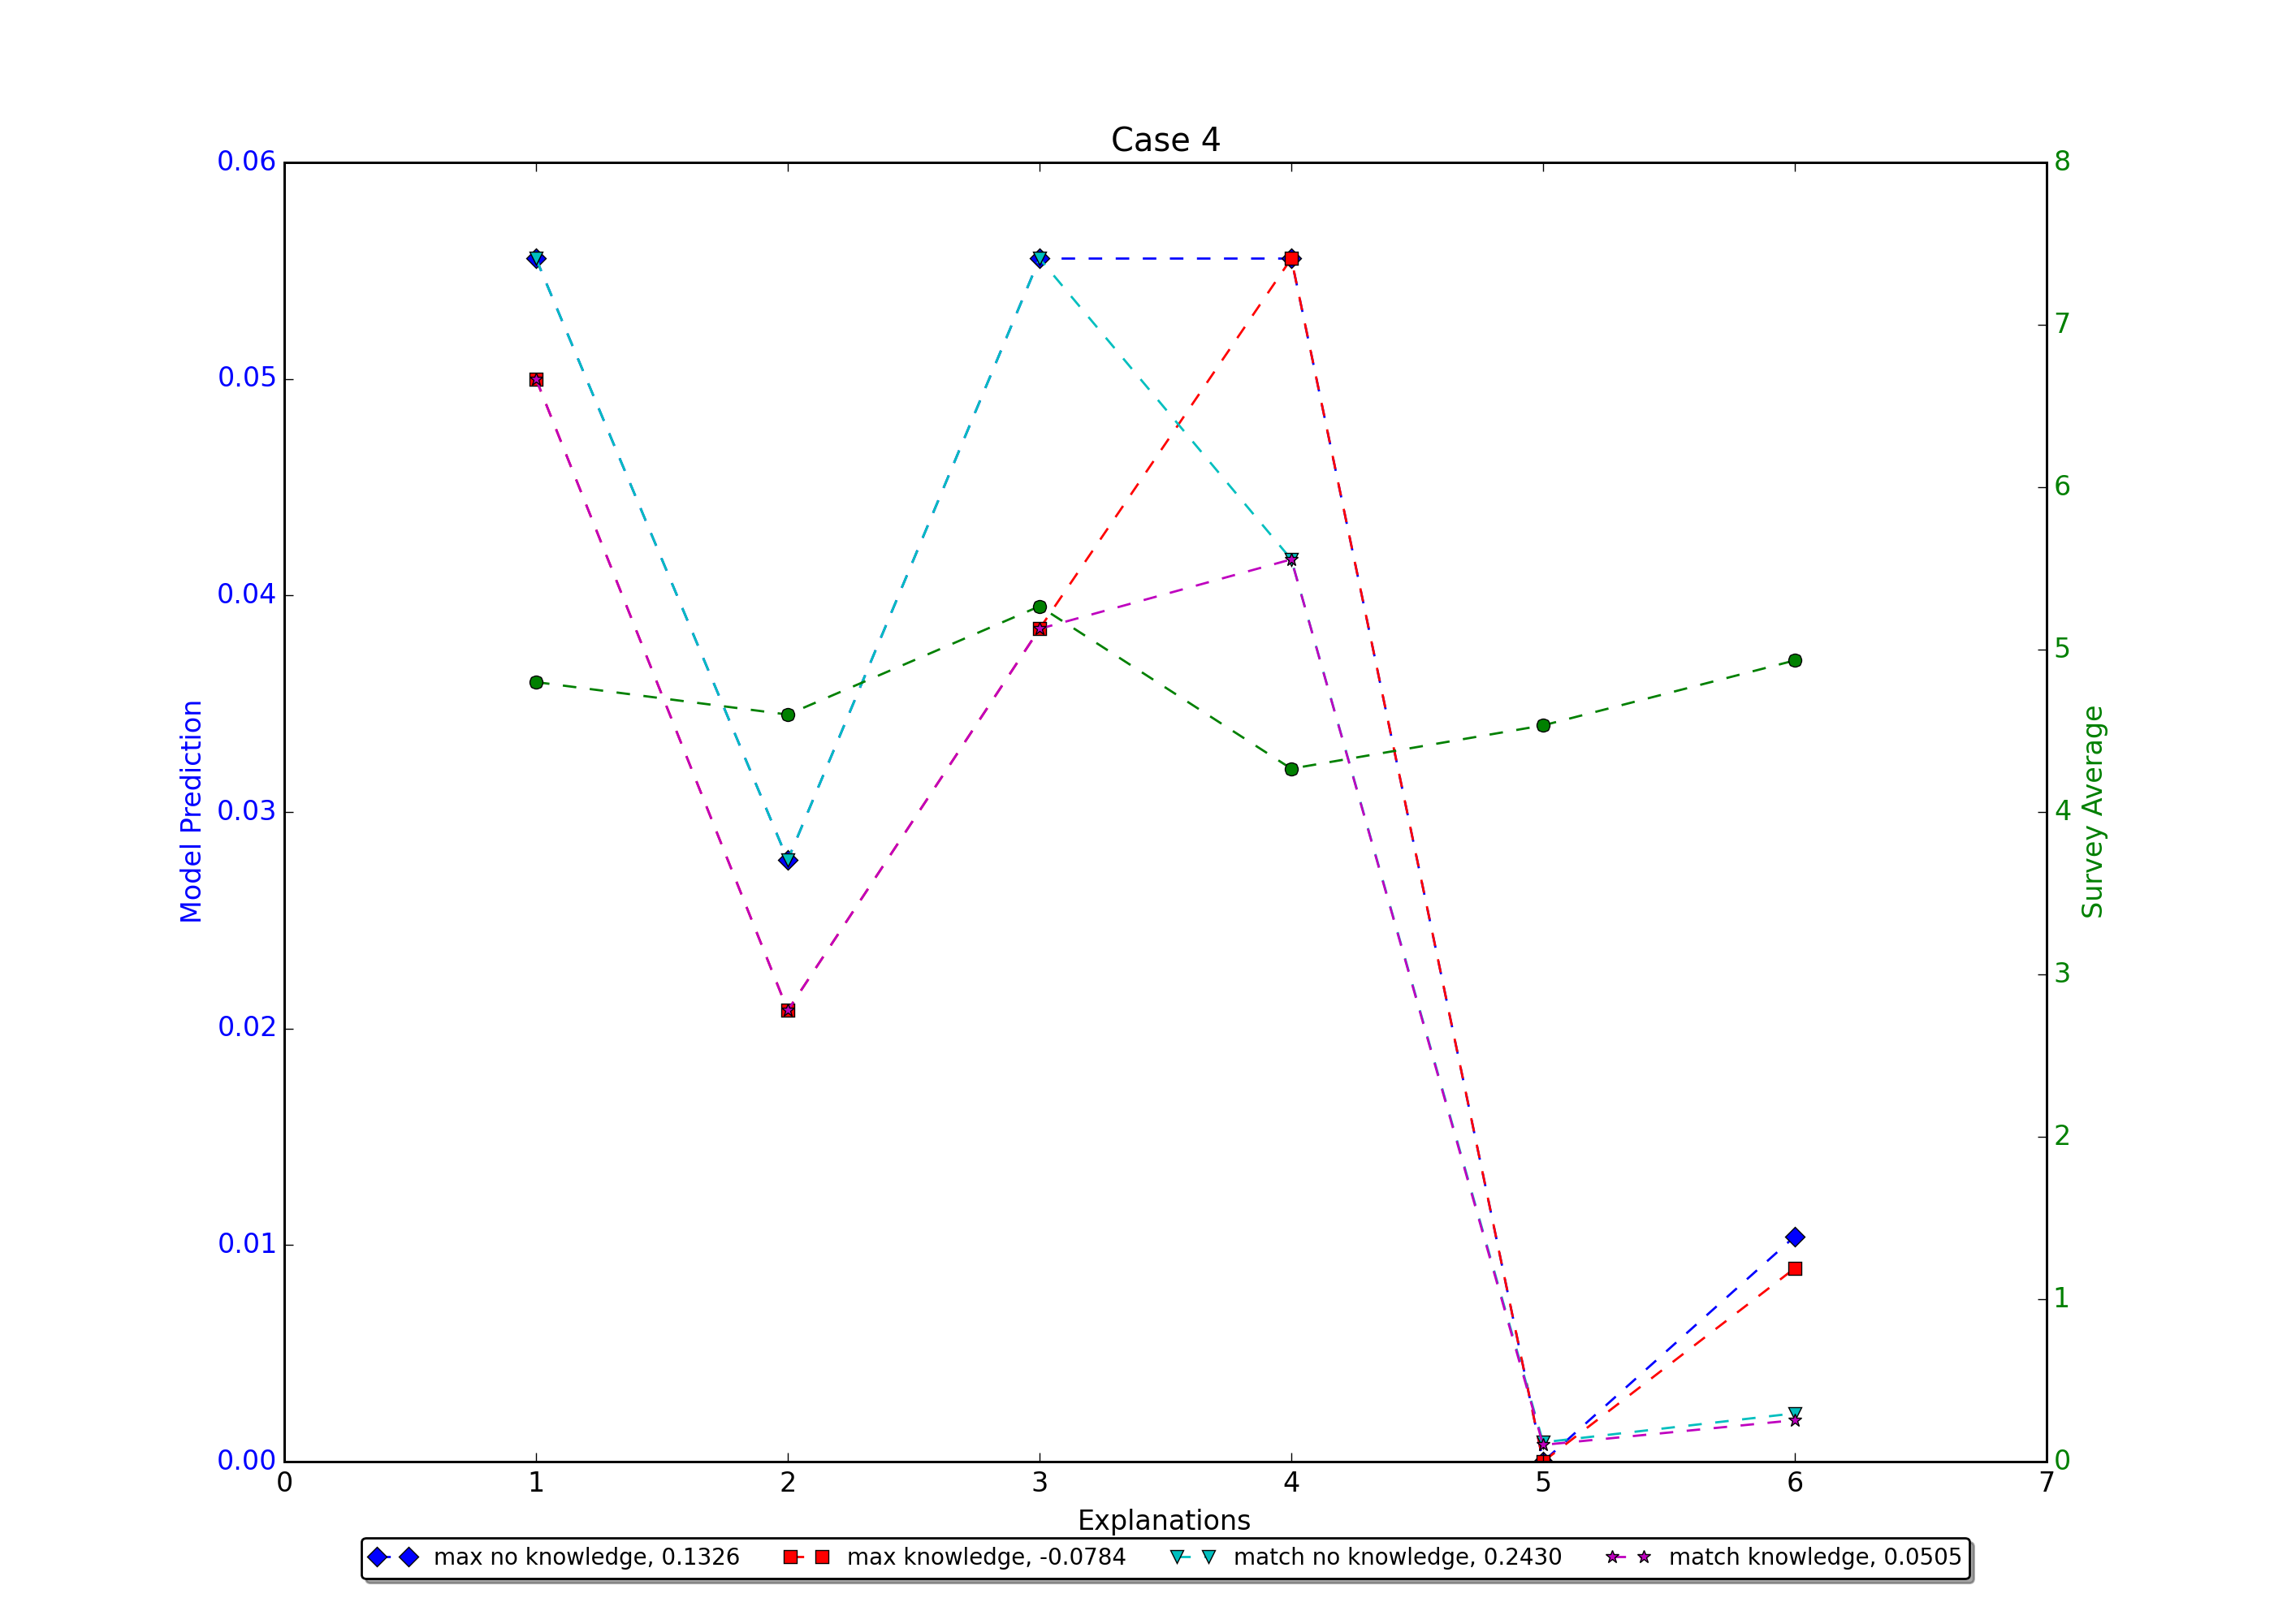 Case 4
0.06
0.05
0.04
0.03
0.02
0.01
0.00
Model Prediction
8
7
6
5
4
3
2
1
0
Survey Average
0 1 2 3 4 5 6 7
Explanations
max no knowledge, 0.1326 max knowledge, -0.0784 match no knowledge, 0.2430 match knowledge, 0.0505